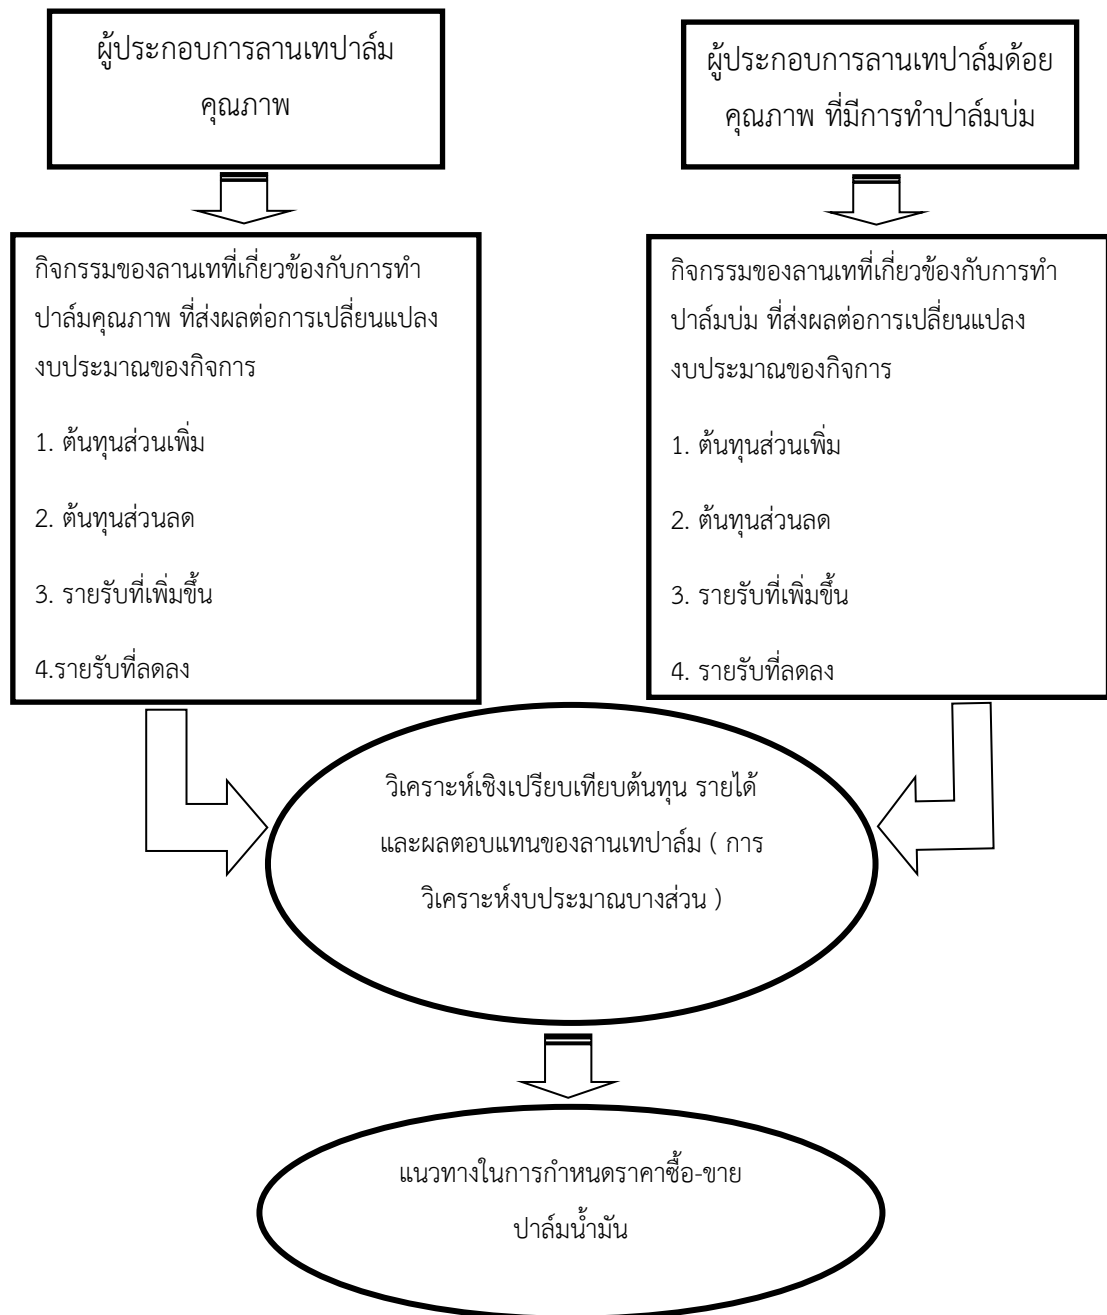 ผู้ประกอบการลานเทปาล์ม
คุณภาพ
ผู้ประกอบการลานเทปาล์มด้อย
คุณภาพ ที่มีการทำปาล์มบ่ม
กิจกรรมของลานเทที่เกี่ยวข้องกับการทำ
ปาล์มคุณภาพ ที่ส่งผลต่อการเปลี่ยนแปลง
งบประมาณของกิจการ
1. ต้นทุนส่วนเพิ่ม
2. ต้นทุนส่วนลด
3. รายรับที่เพิ่มขึ้น
4.รายรับที่ลดลง
กิจกรรมของลานเทที่เกี่ยวข้องกับการทำ
ปาล์มบ่ม ที่ส่งผลต่อการเปลี่ยนแปลง
งบประมาณของกิจการ
1. ต้นทุนส่วนเพิ่ม
2. ต้นทุนส่วนลด
3. รายรับที่เพิ่มขึ้น
4. รายรับที่ลดลง
วิเคราะห์เชิงเปรียบเทียบต้นทุน รายได้
และผลตอบแทนของลานเทปาล์ม ( การ
วิเคราะห์งบประมาณบางส่วน )
แนวทางในการกำหนดราคาซื้อ-ขาย
ปาล์มน้ำมัน